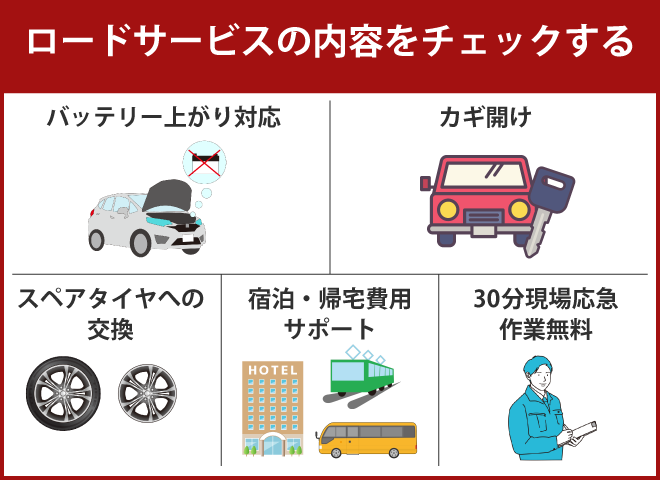 ロードサービスの内容をチェックする
バッテリー上がり対応
カギ開け
スペアタイヤへの
交換
宿泊・帰宅費用
サポート
HOTEL
30分現場応急
作業無料